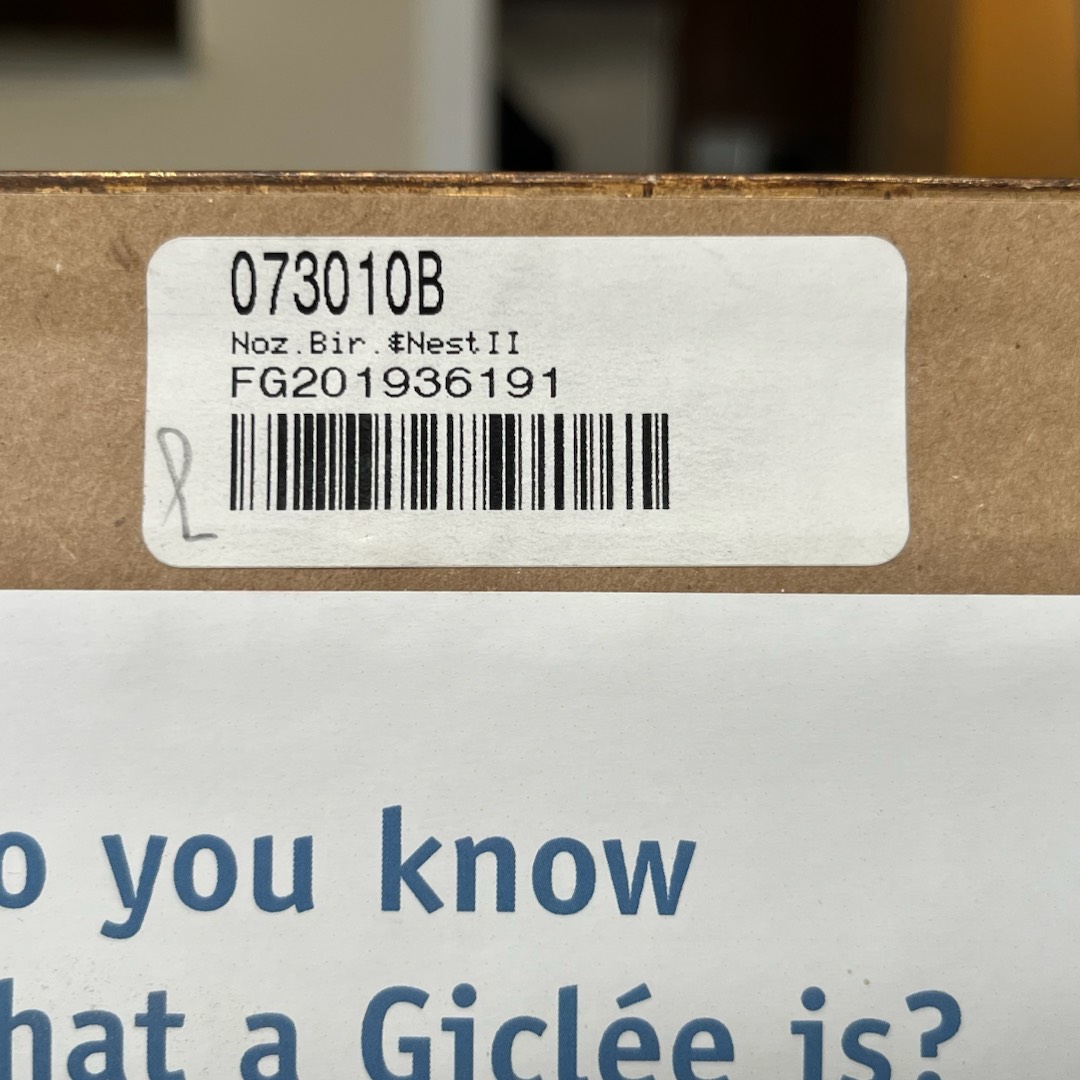 073010B
Noz.Bir.&NestII
FG201936191
o you know
hat a Giclée is?